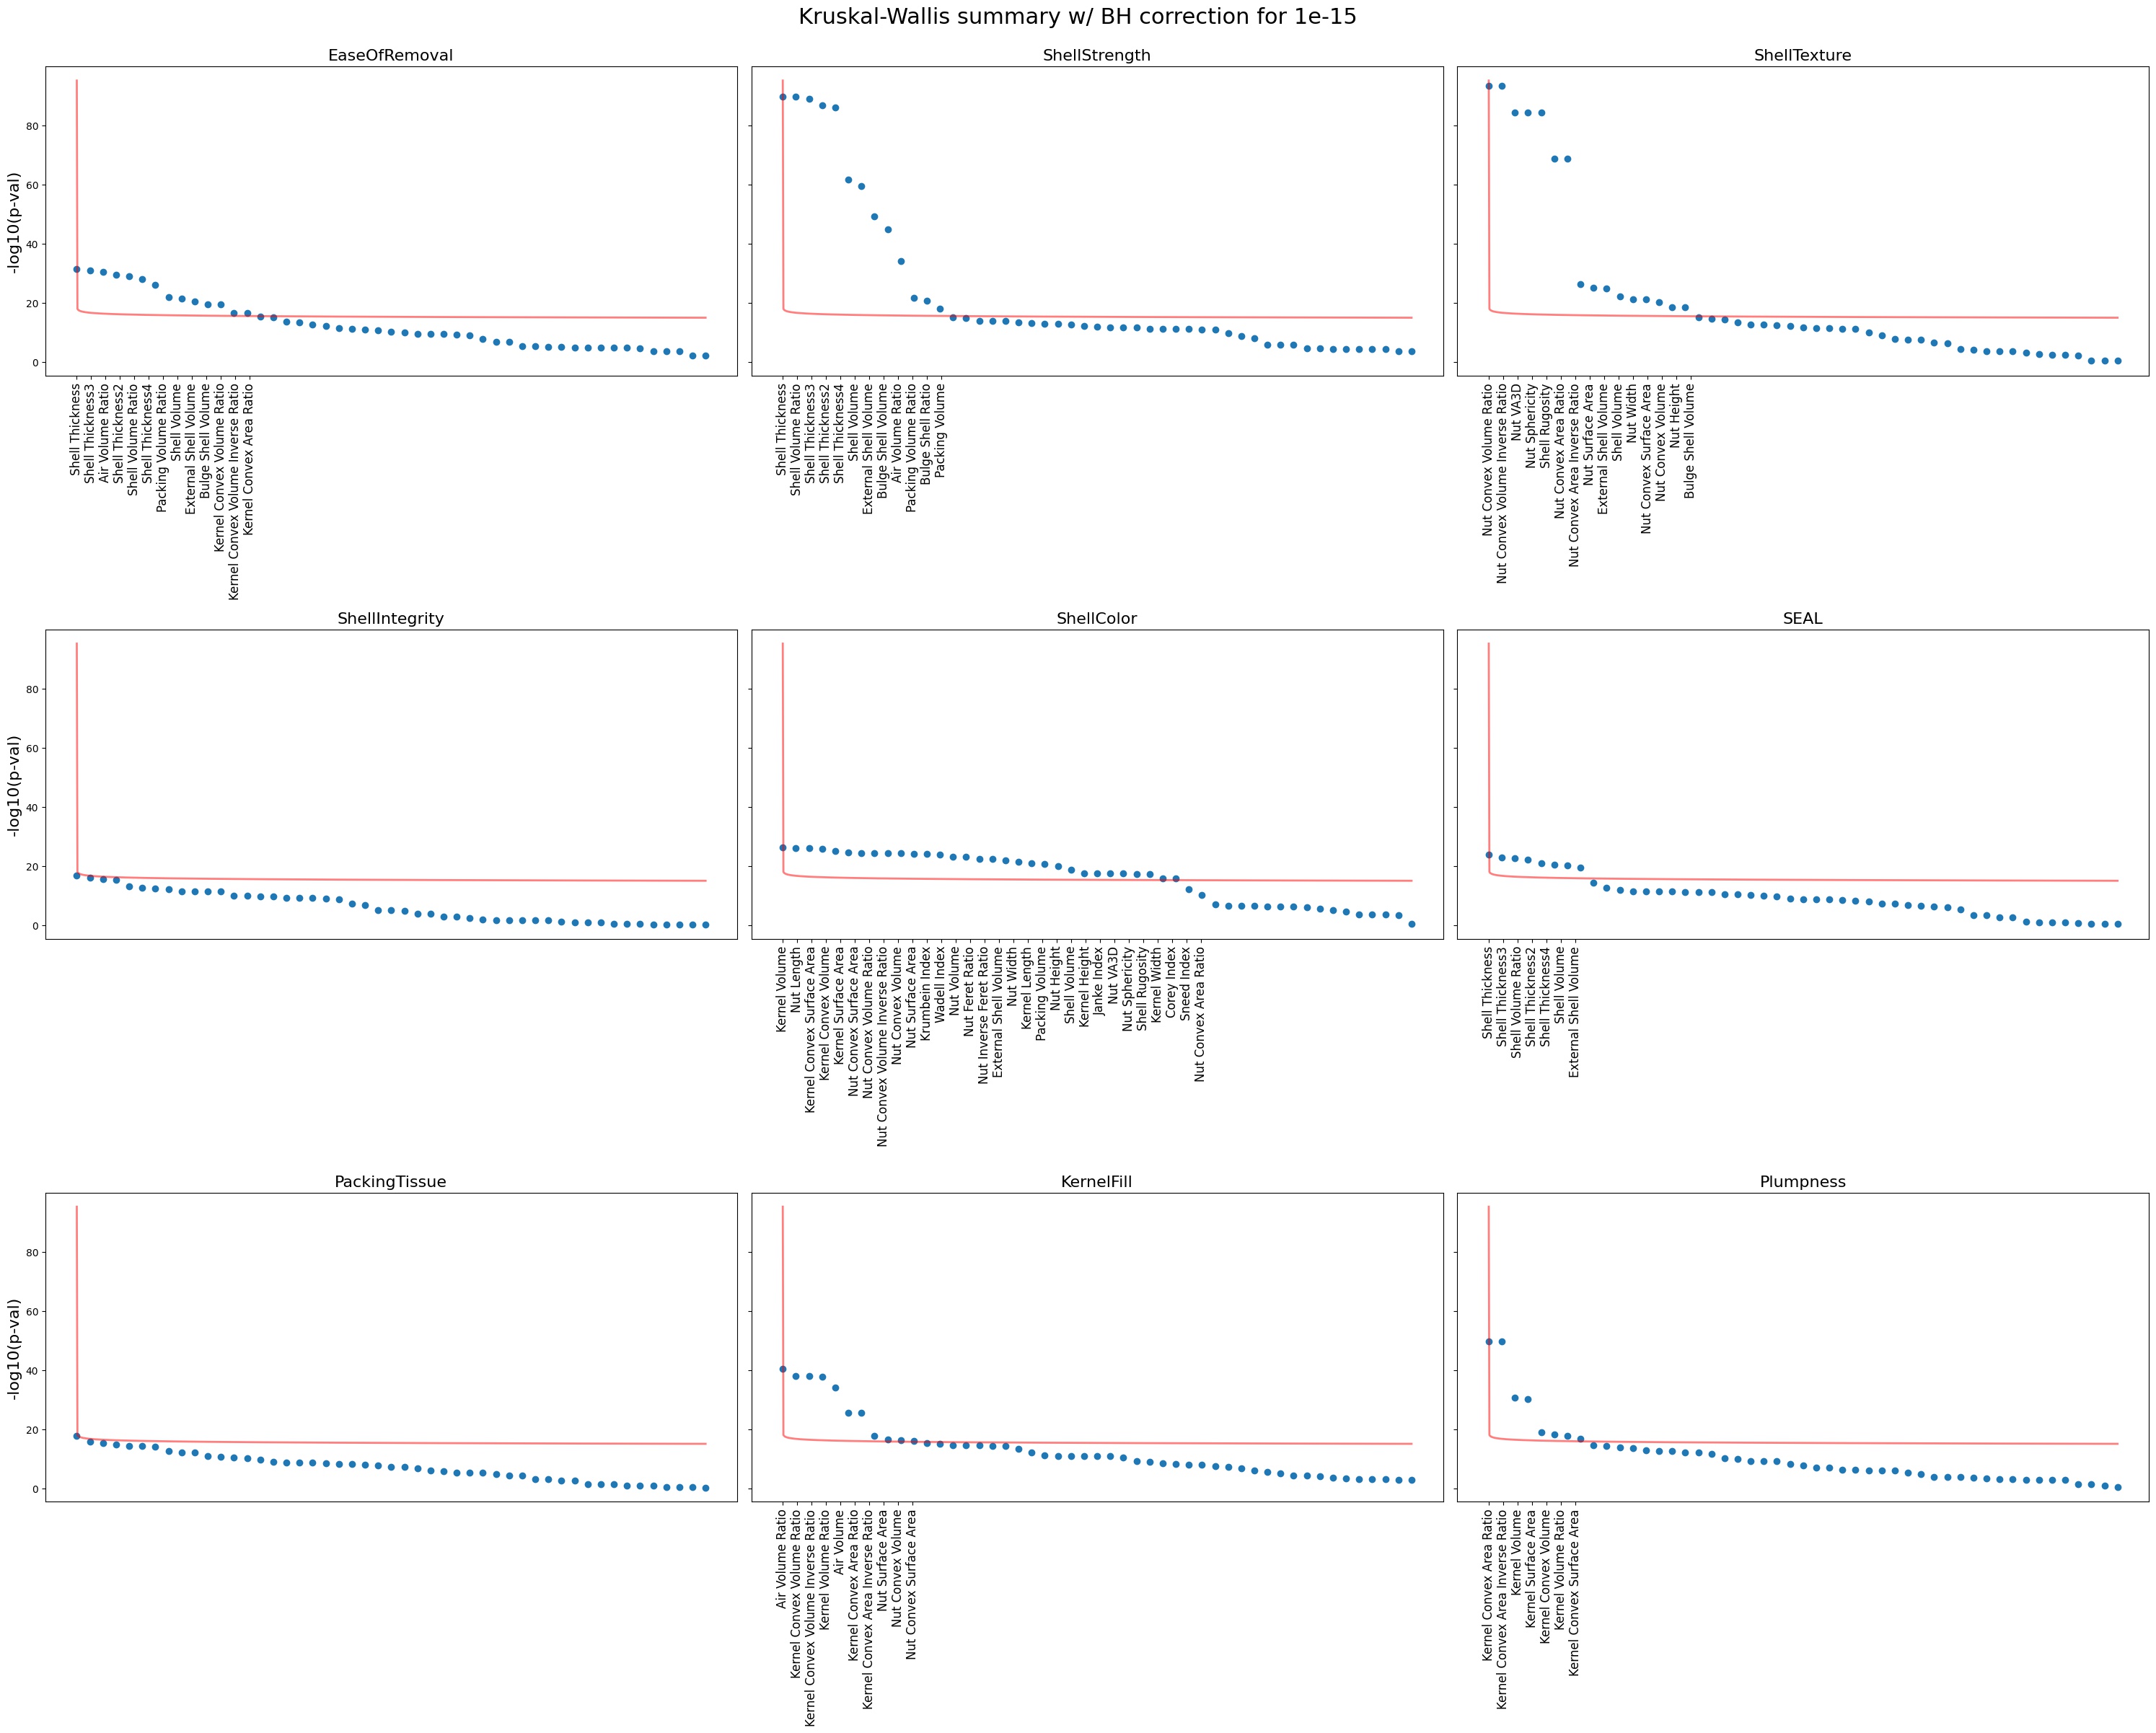 Kruskal-Wallis summary w/ BH correction for 1e-15
EaseOfRemoval
-log10(p-val)
80
60
40
20
0
Shell Thickness
Shell Thickness3
Air Volume Ratio
Shell Thickness2
Shell Volume Ratio
Shell Thickness4
Packing Volume Ratio
Shell Volume
External Shell Volume
Bulge Shell Volume
Kernel Convex Volume Ratio
Kernel Convex Volume Inverse Ratio
Kernel Convex Area Ratio
ShellStrength
Shell Thickness
Shell Volume Ratio
Shell Thickness3
Shell Thickness2
Shell Thickness4
Shell Volume
External Shell Volume
Bulge Shell Volume
Air Volume Ratio
Packing Volume Ratio
Bulge Shell Ratio
Packing Volume
ShellTexture
Nut Convex Volume Ratio
Nut Convex Volume Inverse Ratio
Nut VA3D
Nut Sphericity
Shell Rugosity
Nut Convex Area Ratio
Nut Convex Area Inverse Ratio
Nut Surface Area
External Shell Volume
Shell Volume
Nut Width
Nut Convex Surface Area
Nut Convex Volume
Nut Height
Bulge Shell Volume
ShellIntegrity
-log10(p-val)
80
60
40
20
0
ShellColor
Kernel Volume
Nut Length
Kernel Convex Surface Area
Kernel Convex Volume
Kernel Surface Area
Nut Convex Surface Area
Nut Convex Volume Ratio
Nut Convex Volume Inverse Ratio
Nut Convex Volume
Nut Surface Area
Krumbein Index
Wadell Index
Nut Volume
Nut Feret Ratio
Nut Inverse Feret Ratio
External Shell Volume
Nut Width
Kernel Length
Packing Volume
Nut Height
Shell Volume
Kernel Height
Janke Index
Nut VA3D
Nut Sphericity
Shell Rugosity
Kernel Width
Corey Index
Sneed Index
Nut Convex Area Ratio
SEAL
Shell Thickness
Shell Thickness3
Shell Volume Ratio
Shell Thickness2
Shell Thickness4
Shell Volume
External Shell Volume
PackingTissue
-log10(p-val)
80
60
40
20
0
KernelFill
Air Volume Ratio
Kernel Convex Volume Ratio
Kernel Convex Volume Inverse Ratio
Kernel Volume Ratio
Air Volume
Kernel Convex Area Ratio
Kernel Convex Area Inverse Ratio
Nut Surface Area
Nut Convex Volume
Nut Convex Surface Area
Plumpness
Kernel Convex Area Ratio
Kernel Convex Area Inverse Ratio
Kernel Volume
Kernel Surface Area
Kernel Convex Volume
Kernel Volume Ratio
Kernel Convex Surface Area